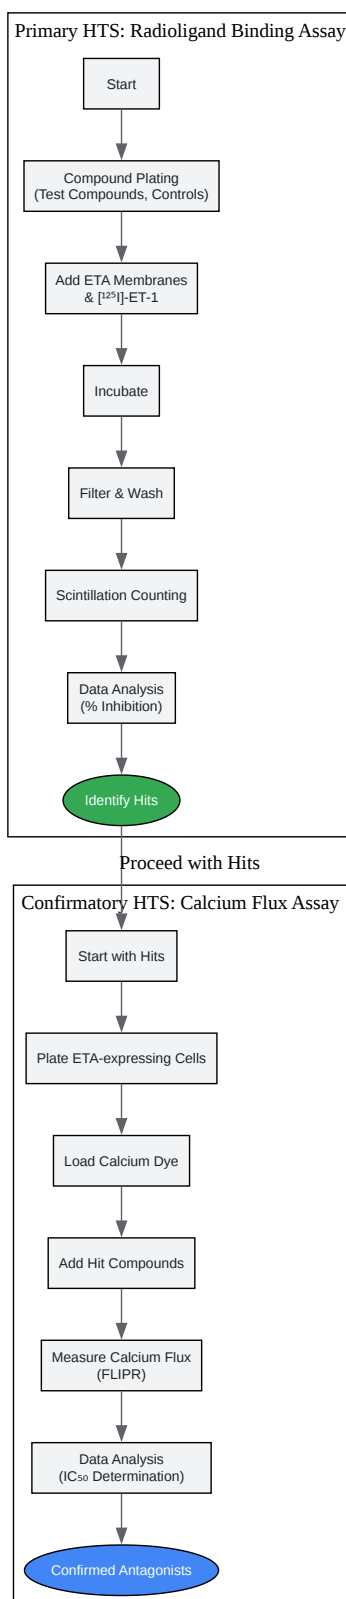 Primary HTS: Radioligand Binding Assay
Start
Compound Plating
(Test Compounds, Controls)
Add ETA Membranes
& [¹²⁵I]-ET-1
Incubate
Filter & Wash
Scintillation Counting
Data Analysis
(% Inhibition)
Identify Hits
Proceed with Hits
Confirmatory HTS: Calcium Flux Assay
Start with Hits
Plate ETA-expressing Cells
Load Calcium Dye
Add Hit Compounds
Measure Calcium Flux
(FLIPR)
Data Analysis
(IC₅₀ Determination)
Confirmed Antagonists